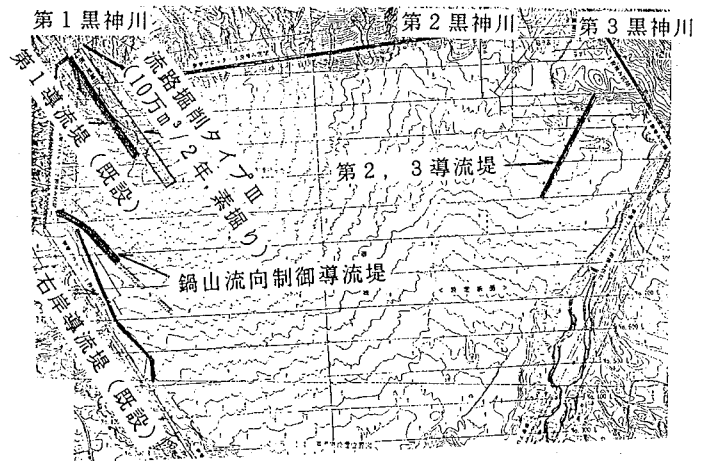 第1黒神川
第2黒神川
第3黒神川
第1導流堤（既設）
流路掘削タイプⅢ
（10万m³/2年，素掘り）
第2，3導流堤
鍋山流向制御導流堤
右岸導流堤（既設）